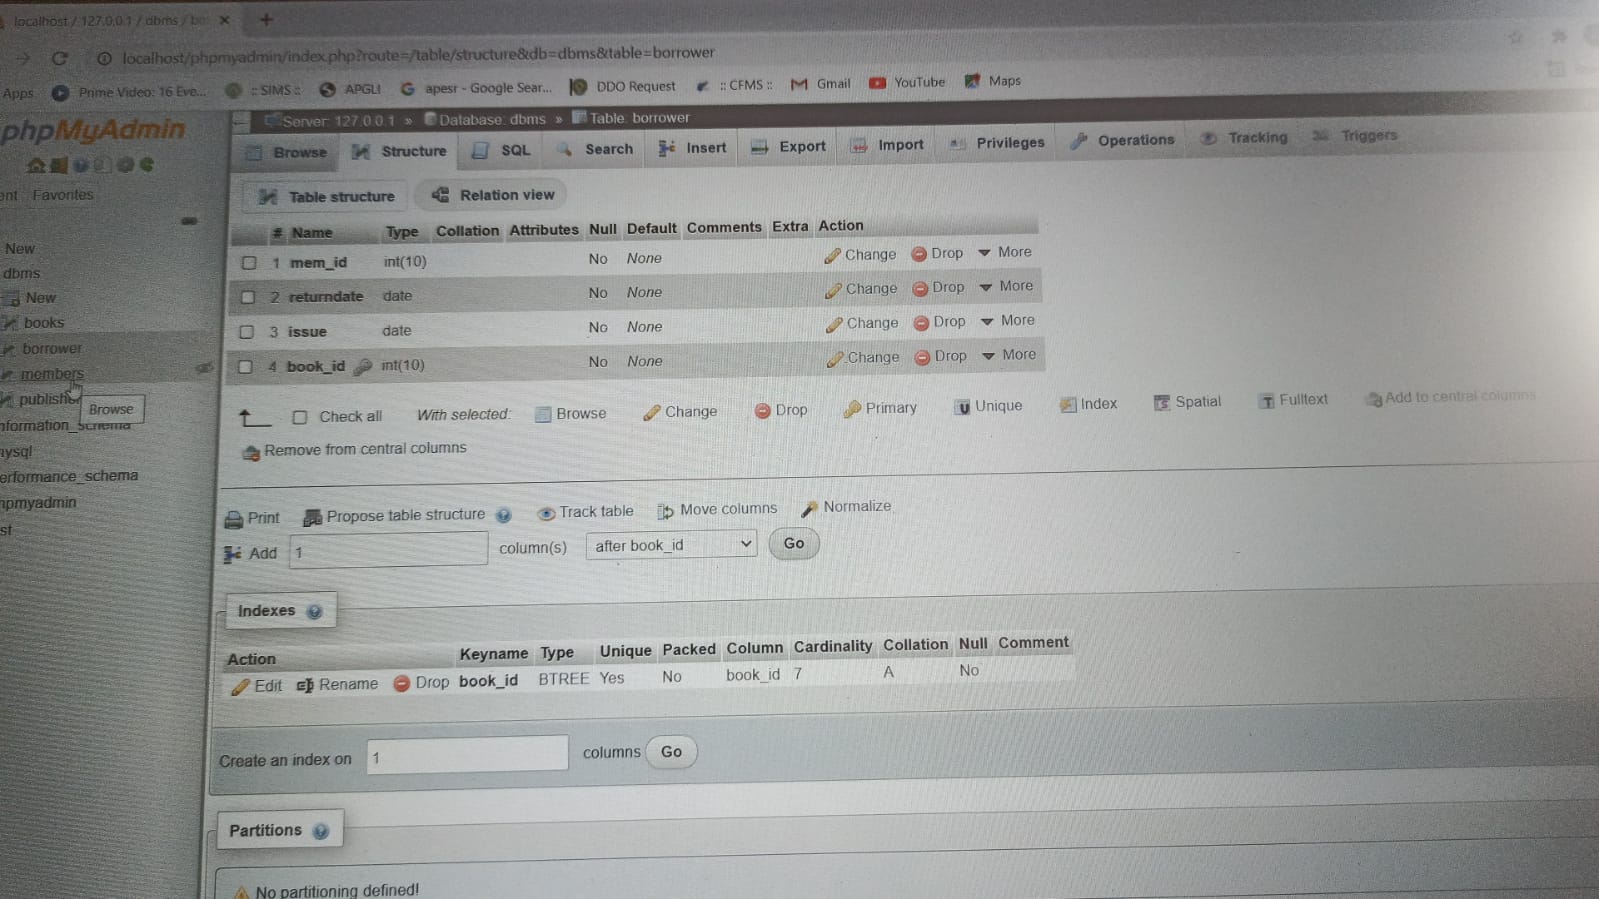 localhost / 127.0.0.1 / dbms / bo
localhost/phpmyadmin/index.php?route=/table/structure&db=dbms&table=borrower
Apps Prime Video: 16 Eve... :: SIMS :: APGLI apesr - Google Sear... DDO Request :: CFMS :: Gmail YouTube Maps
phpMyAdmin
Server: 127.0.0.1 » Database: dbms » Table: borrower
Browse Structure SQL Search Insert Export Import Privileges Operations Tracking Triggers
Favorites
Table structure Relation view
# Name Type Collation Attributes Null Default Comments Extra Action
1 mem_id int(10) No None Change Drop More
2 returndate date No None Change Drop More
3 issue date No None Change Drop More
4 book_id int(10) No None Change Drop More
New
dbms
New
books
borrower
members
publish
Browse
nformation_schema
ysql
erformance_schema
pmyadmin
st
Check all With selected: Browse Change Drop Primary Unique Index Spatial Fulltext Add to central columns
Remove from central columns
Print Propose table structure Track table Move columns Normalize
Add 1 column(s) after book_id Go
Indexes
Action Keyname Type Unique Packed Column Cardinality Collation Null Comment
Edit Rename Drop book_id BTREE Yes No book_id 7 A No
Create an index on 1 columns Go
Partitions
No partitioning defined!